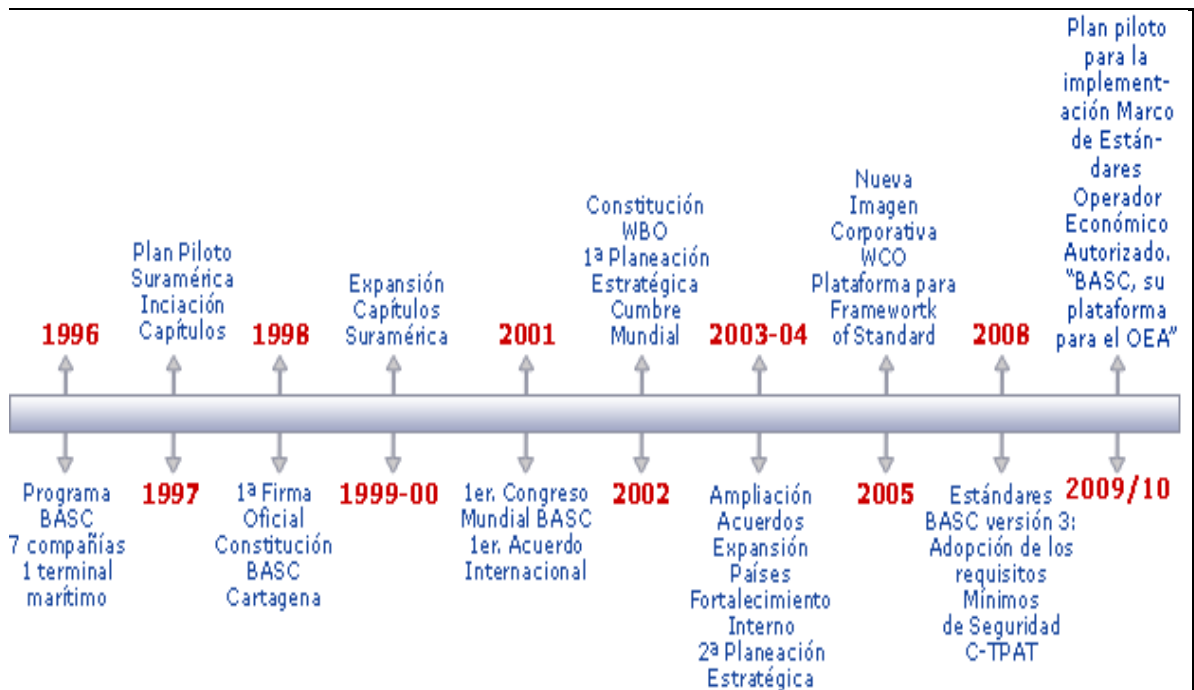 1996
Programa
BASC
7 compañías
1 terminal
marítimo
Plan Piloto
Suramérica
Inciación
Capítulos
1997
1998
1ª Firma
Oficial
Constitución
BASC
Cartagena
Expansión
Capítulos
Suramérica
1999-00
2001
1er. Congreso
Mundial BASC
1er. Acuerdo
Internacional
Constitución
WBO
1ª Planeación
Estratégica
Cumbre
Mundial
2002
2003-04
Ampliación
Acuerdos
Expansión
Países
Fortalecimiento
Interno
2ª Planeación
Estratégica
Nueva
Imagen
Corporativa
WCO
Plataforma para
Framewortk
of Standard
2005
2008
Estándares
BASC versión 3:
Adopción de los
requisitos
Mínimos
de Seguridad
C-TPAT
Plan piloto
para la
implement-
ación Marco
de Están-
dares
Operador
Económico
Autorizado.
"BASC, su
plataforma
para el OEA"
2009/10